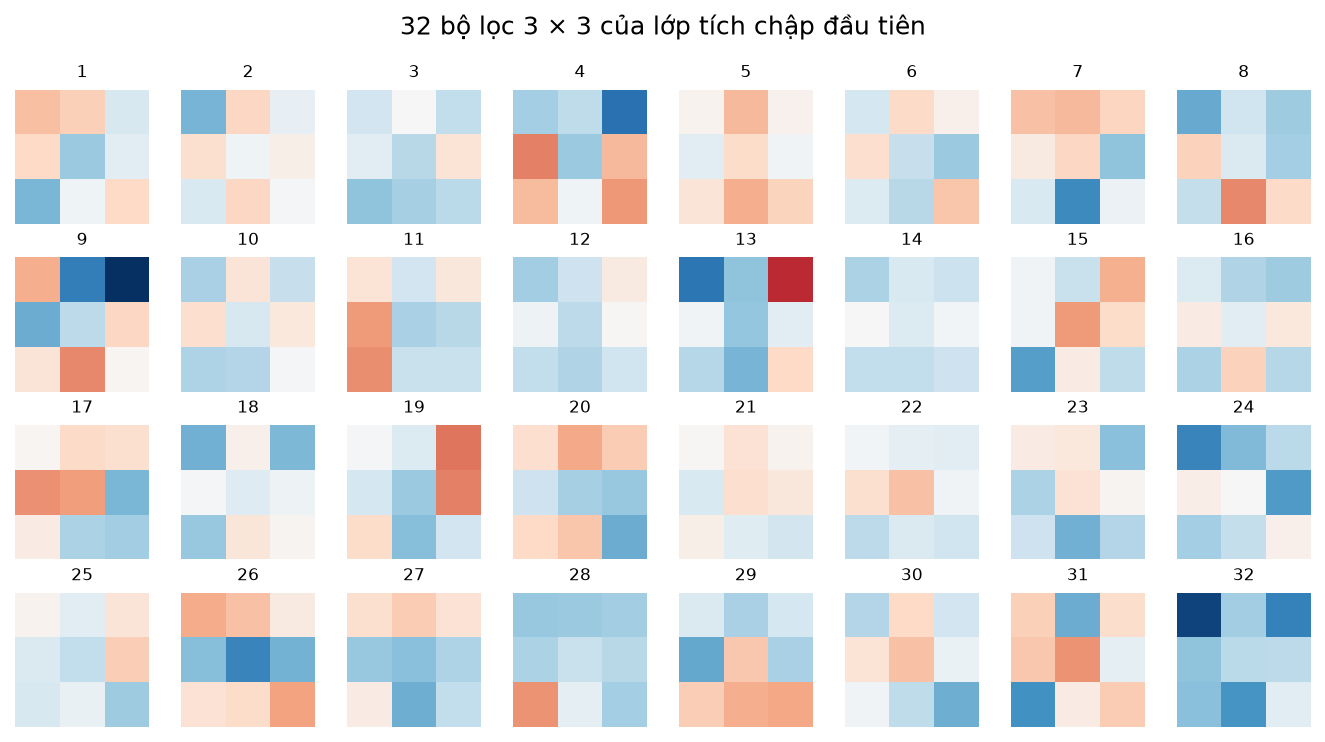 32 bộ lọc 3 × 3 của lớp tích chập đầu tiên
1 2 3 4 5 6 7 8
9 10 11 12 13 14 15 16
17 18 19 20 21 22 23 24
25 26 27 28 29 30 31 32